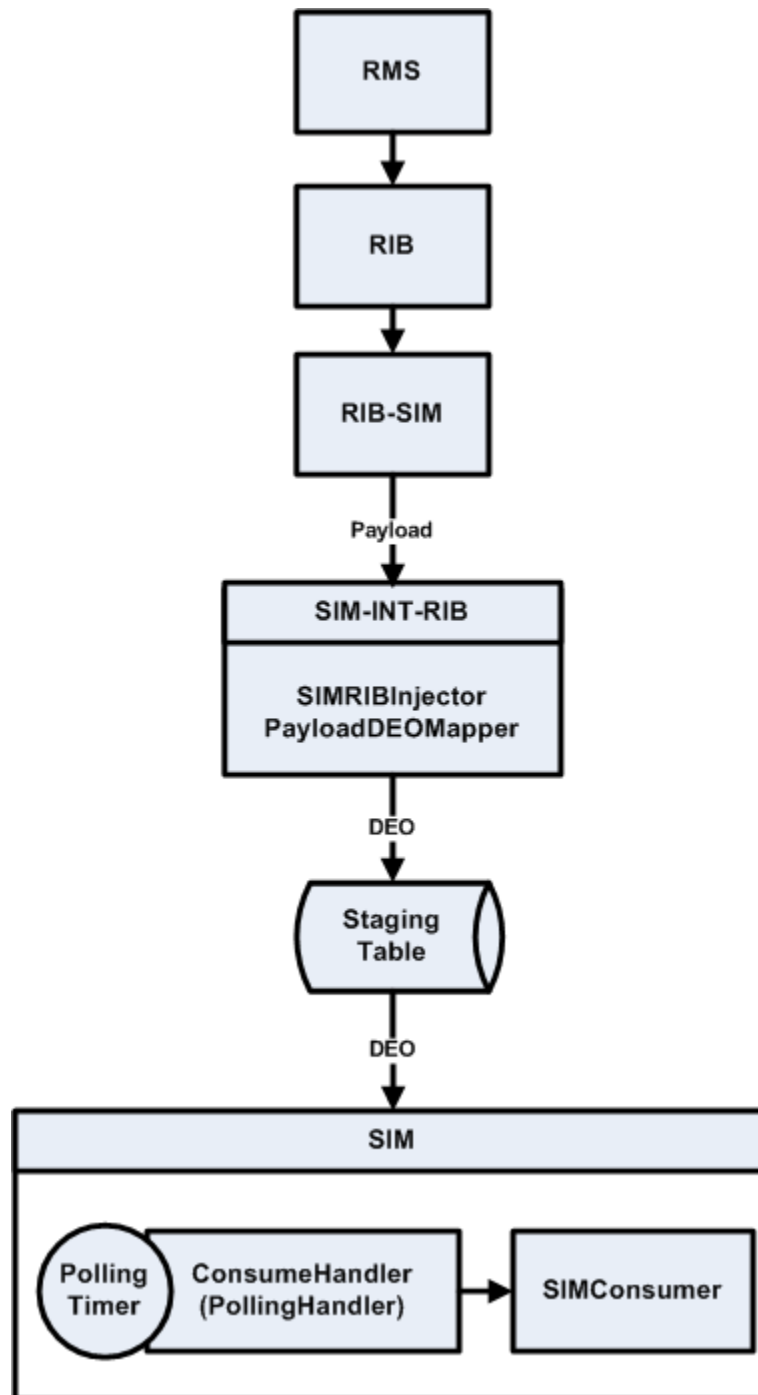 RMS
RIB
RIB-SIM
Payload
SIM-INT-RIB
SIMRIBInjector
PayloadDEOMapper
DEO
Staging
Table
DEO
SIM
Polling
Timer
ConsumeHandler
(PollingHandler)
SIMConsumer